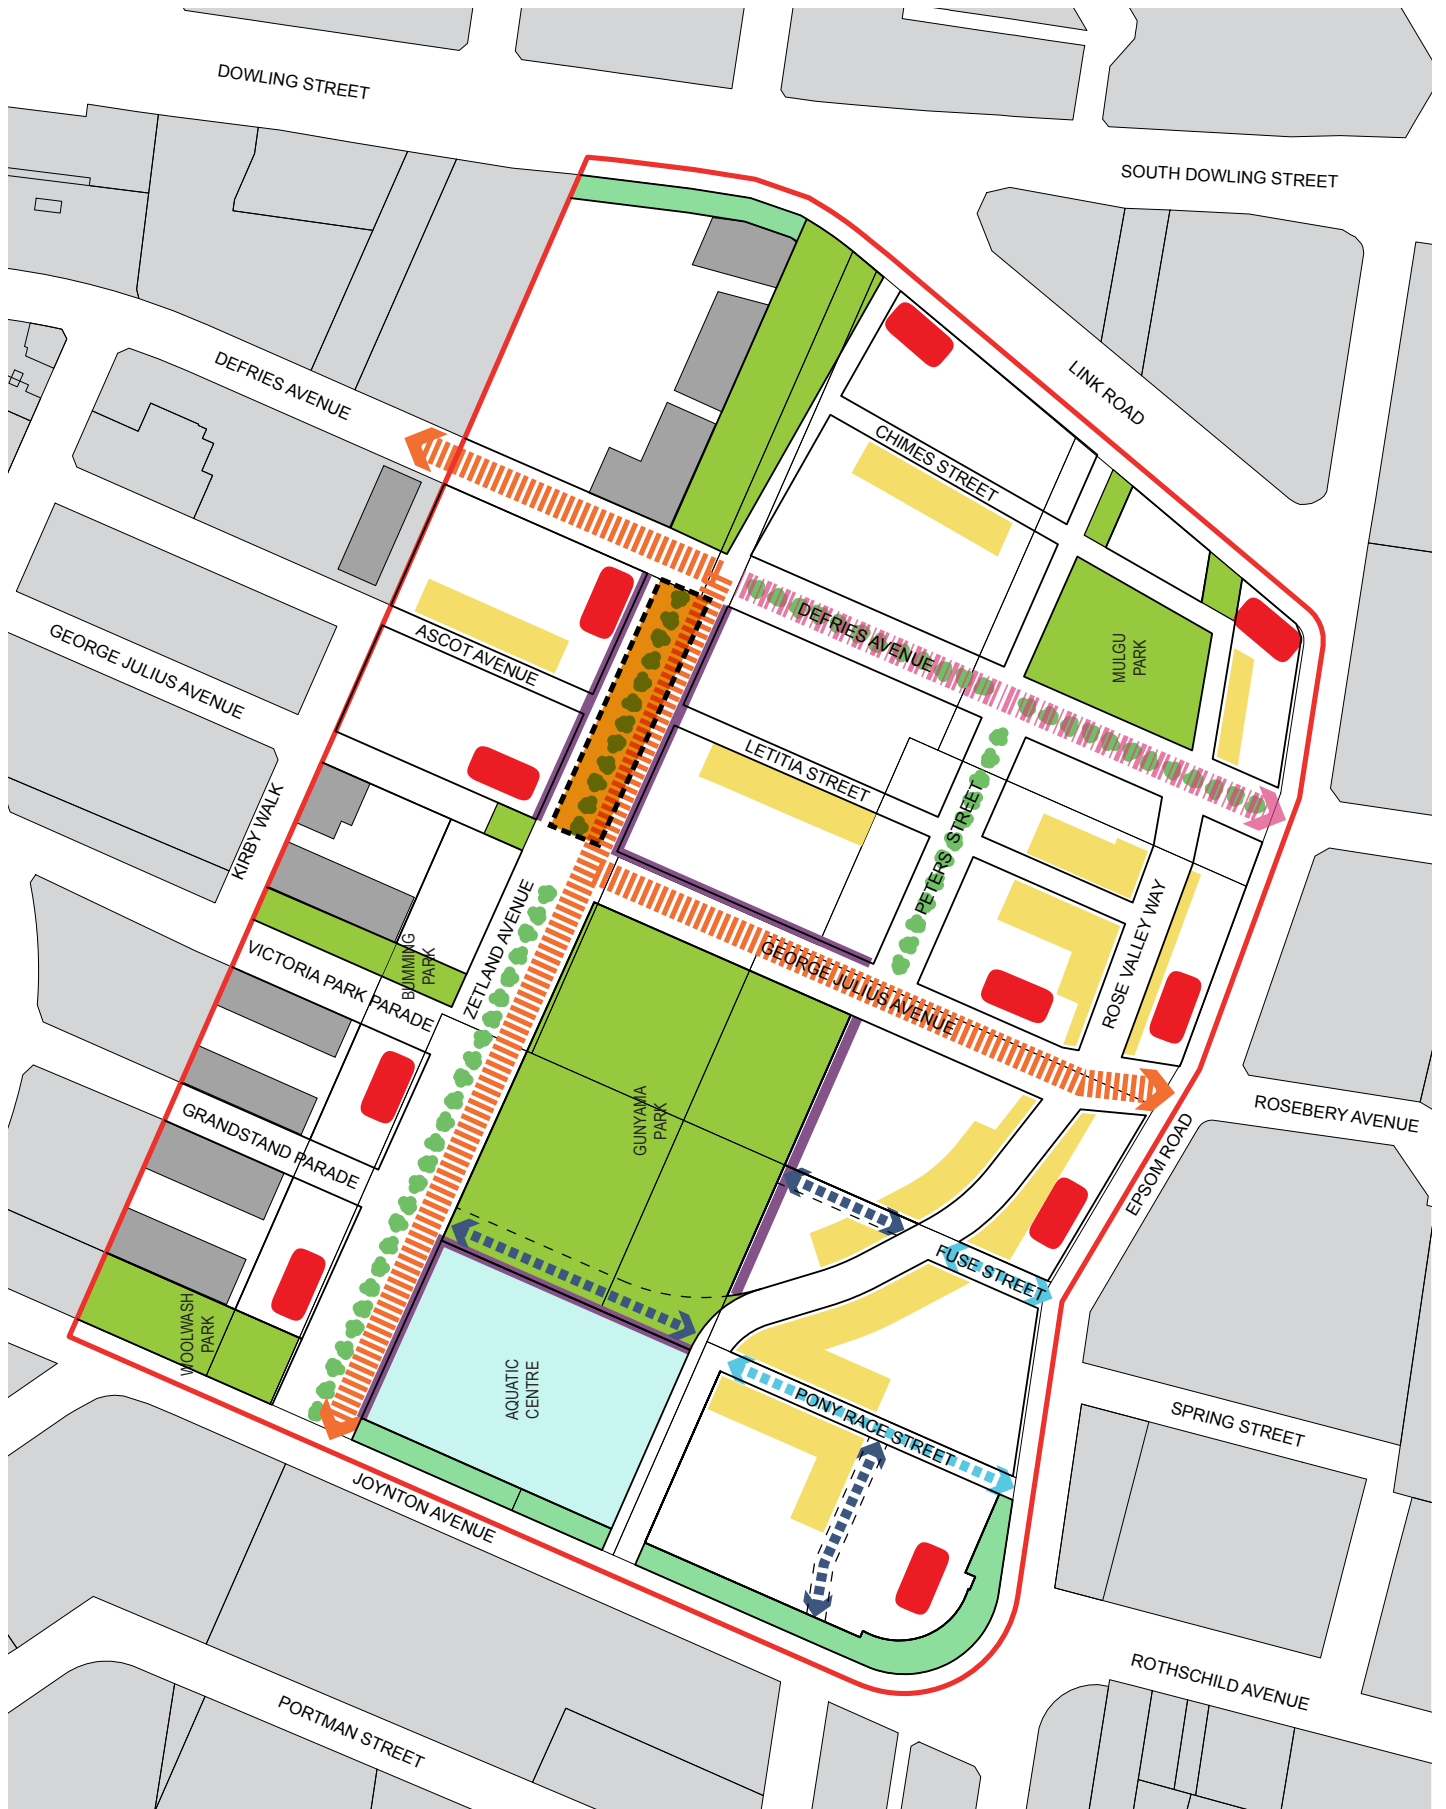 DOWLING STREET
SOUTH DOWLING STREET
LINK ROAD
DEFRIES AVENUE
CHIMES STREET
GEORGE JULIUS AVENUE
ASCOT AVENUE
DEFRIES AVENUE
MULGU
PARK
LETITIA STREET
PETERS STREET
KIRBY WALK
ZETLAND AVENUE
BUMMING
PARK
VICTORIA PARK PARADE
GEORGE JULIUS AVENUE
ROSE VALLEY WAY
GRANDSTAND PARADE
GUNYAMA
PARK
ROSEBERY AVENUE
EPSOM ROAD
FUSE STREET
WOOLWASH
PARK
AQUATIC
CENTRE
PONY RACE STREET
SPRING STREET
JOYNTON AVENUE
ROTHSCHILD AVENUE
PORTMAN STREET